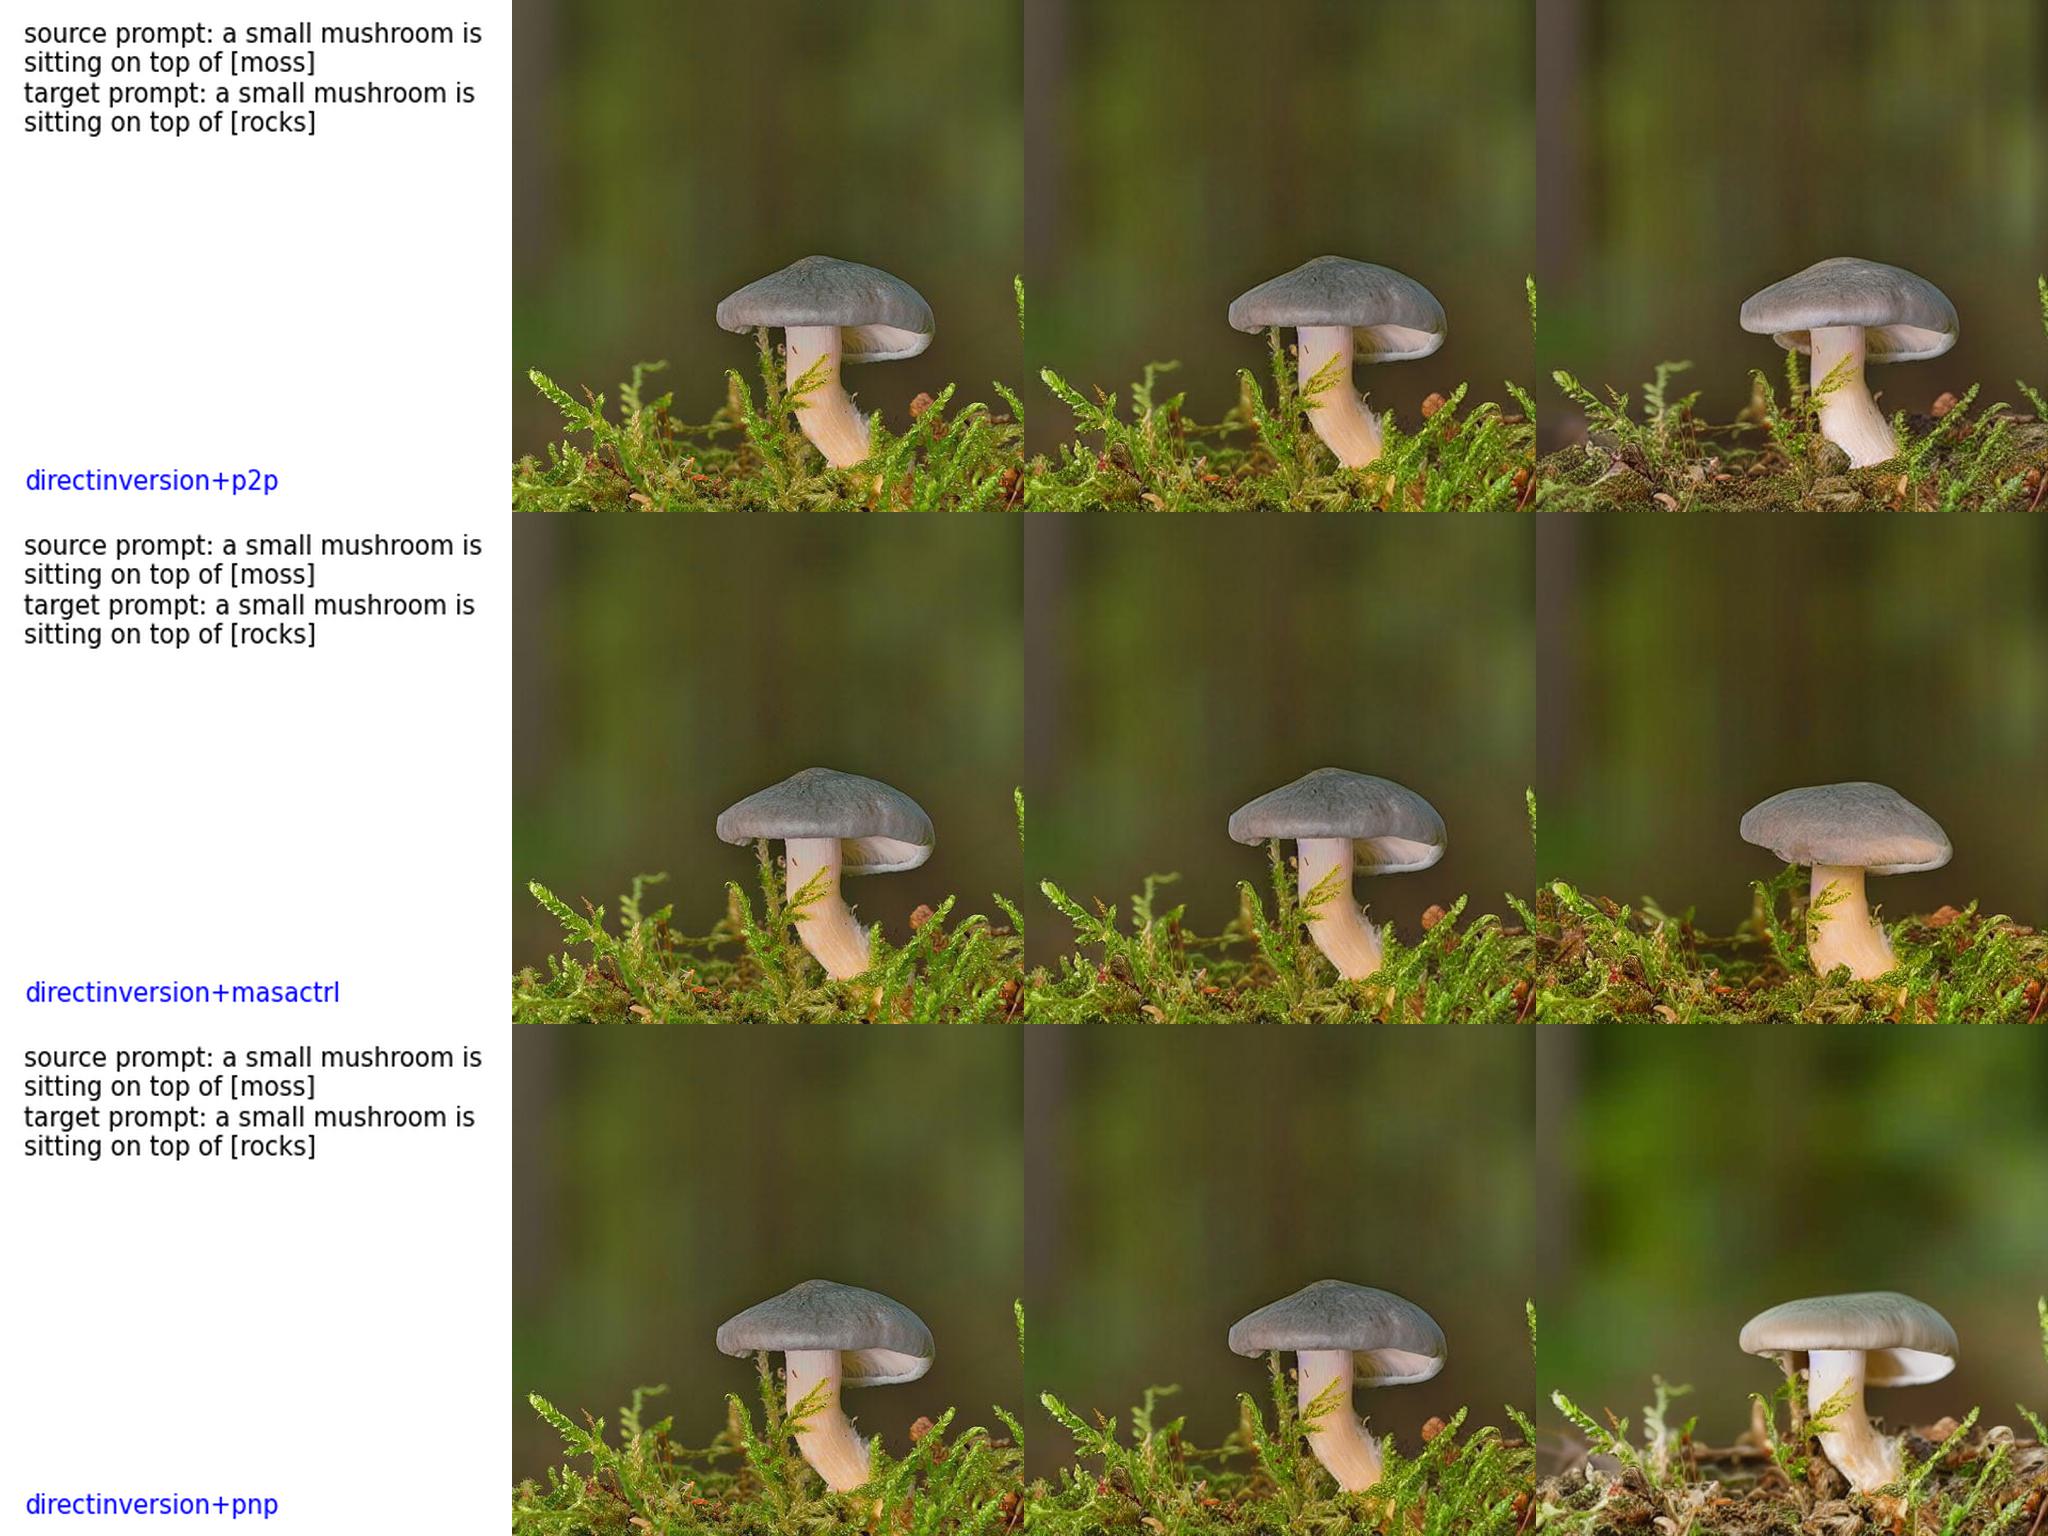 source prompt: a small mushroom is
sitting on top of [moss]
target prompt: a small mushroom is
sitting on top of [rocks]
directinversion+p2p
source prompt: a small mushroom is
sitting on top of [moss]
target prompt: a small mushroom is
sitting on top of [rocks]
directinversion+masactrl
source prompt: a small mushroom is
sitting on top of [moss]
target prompt: a small mushroom is
sitting on top of [rocks]
directinversion+pnp